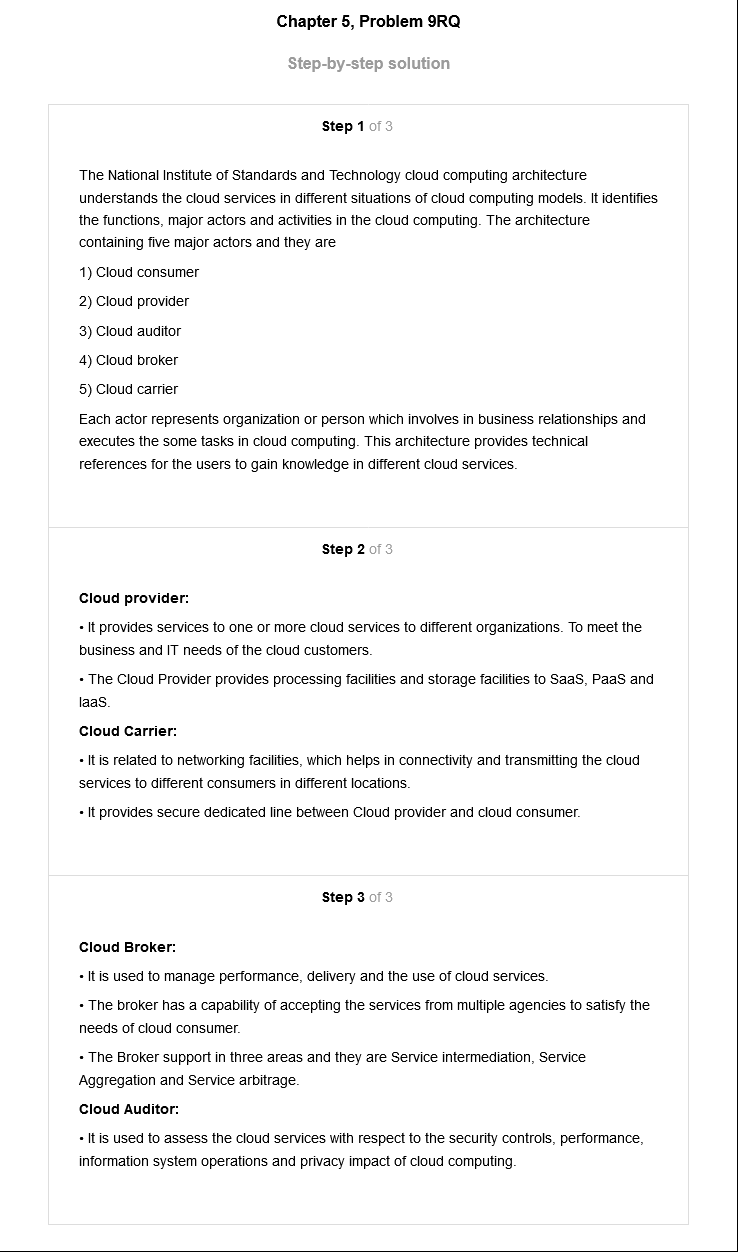 Chapter 5, Problem 9RQ
Step-by-step solution
Step 1 of 3
The National Institute of Standards and Technology cloud computing architecture
understands the cloud services in different situations of cloud computing models. It identifies
the functions, major actors and activities in the cloud computing. The architecture
containing five major actors and they are
1) Cloud consumer
2) Cloud provider
3) Cloud auditor
4) Cloud broker
5) Cloud carrier
Each actor represents organization or person which involves in business relationships and
executes the some tasks in cloud computing. This architecture provides technical
references for the users to gain knowledge in different cloud services.
Step 2 of 3
Cloud provider:
• It provides services to one or more cloud services to different organizations. To meet the
business and IT needs of the cloud customers.
• The Cloud Provider provides processing facilities and storage facilities to SaaS, PaaS and
IaaS.
Cloud Carrier:
• It is related to networking facilities, which helps in connectivity and transmitting the cloud
services to different consumers in different locations.
• It provides secure dedicated line between Cloud provider and cloud consumer.
Step 3 of 3
Cloud Broker:
• It is used to manage performance, delivery and the use of cloud services.
• The broker has a capability of accepting the services from multiple agencies to satisfy the
needs of cloud consumer.
• The Broker support in three areas and they are Service intermediation, Service
Aggregation and Service arbitrage.
Cloud Auditor:
• It is used to assess the cloud services with respect to the security controls, performance,
information system operations and privacy impact of cloud computing.